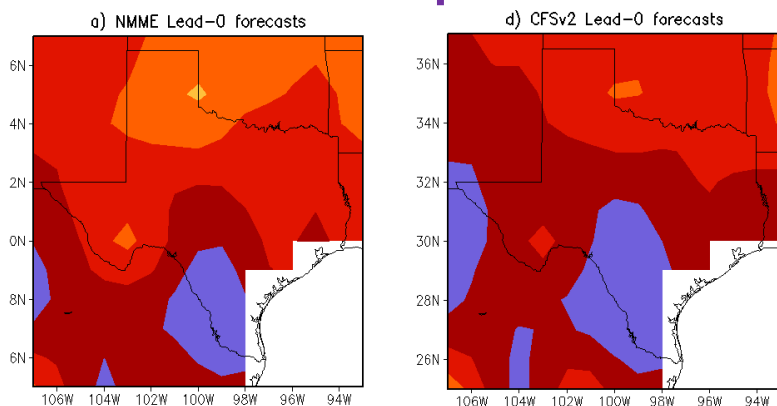 a) NMME Lead-0 forecasts
d) CFSv2 Lead-0 forecasts
6N
4N
2N
0N
8N
6N
106W 104W 102W 100W 98W 96W 94W
36N
34N
32N
30N
28N
26N
106W 104W 102W 100W 98W 96W 94W